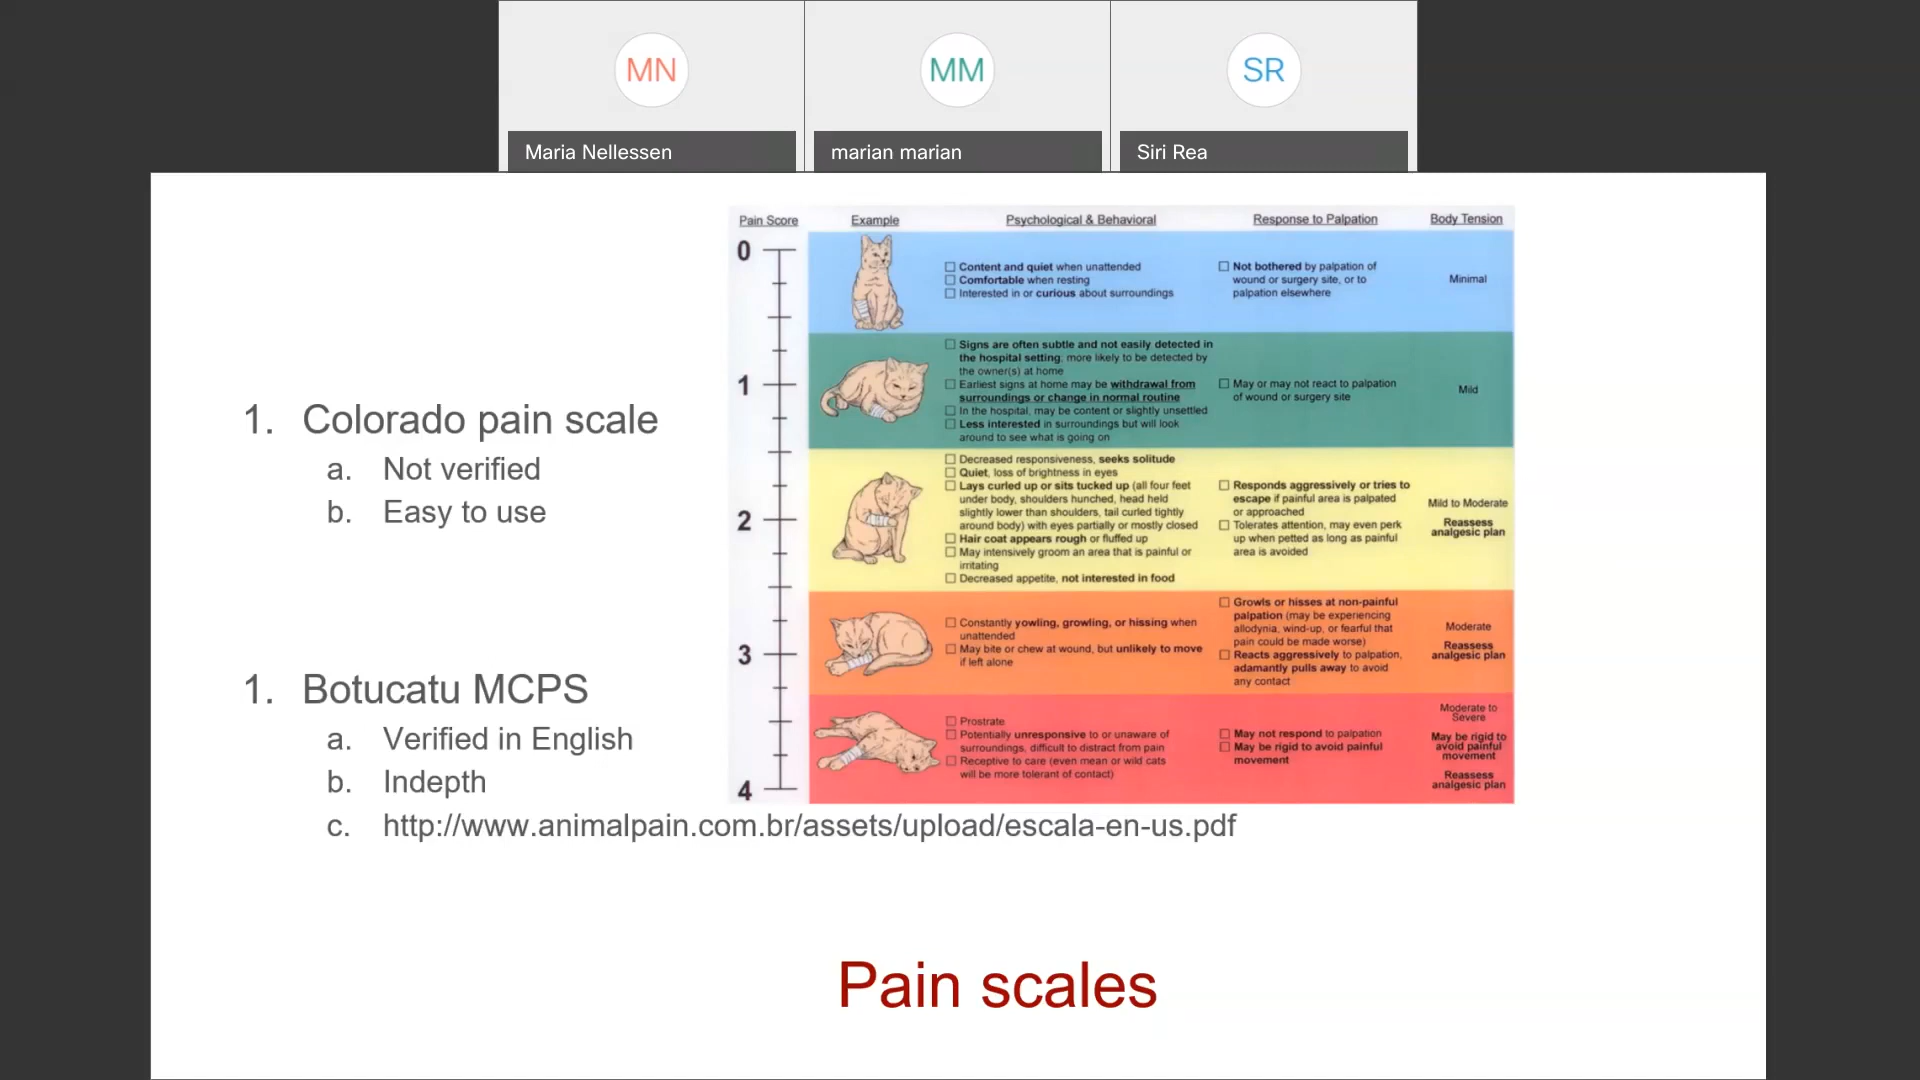 MN
MM
SR
Maria Nellessen
marian marian
Siri Rea
1. Colorado pain scale
a. Not verified
b. Easy to use
1. Botucatu MCPS
a. Verified in English
b. Indepth
c. http://www.animalpain.com.br/assets/upload/escala-en-us.pdf
Pain Score
Example
Psychological & Behavioral
Response to Palpation
Body Tension
0
Content and quiet when unattended
Comfortable when resting
Interested in or curious about surroundings
Not bothered by palpation of
wound or surgery site, or to
palpation elsewhere
Minimal
1
Signs are often subtle and not easily detected in
the hospital setting, more likely to be detected by
the owner(s) at home
Earliest signs at home may be withdrawal from
surroundings or change in normal routine
In the hospital, may be content or slightly unsettled
Less interested in surroundings but will look
around to see what is going on
May or may not react to palpation
of wound or surgery site
Mild
2
Decreased responsiveness, seeks solitude
Quiet, loss of brightness in eyes
Lays curled up or sits tucked up (all four feet
under body, shoulders hunched, head held
slightly lower than shoulders, tail curled tightly
around body) with eyes partially or mostly closed
Hair coat appears rough or fluffed up
May intensively groom an area that is painful or
irritating
Decreased appetite, not interested in food
Responds aggressively or tries to
escape if painful area is palpated
or approached
Tolerates attention, may even perk
up when petted as long as painful
area is avoided
Mild to Moderate
Reassess
analgesic plan
3
Constantly yowling, growling, or hissing when
unattended
May bite or chew at wound, but unlikely to move
if left alone
Growls or hisses at non-painful
palpation (may be experiencing
allodynia, wind-up, or fearful that
pain could be made worse)
Reacts aggressively to palpation,
adamantly pulls away to avoid
any contact
Moderate
Reassess
analgesic plan
4
Prostrate
Potentially unresponsive to or unaware of
surroundings, difficult to distract from pain
Receptive to care (even mean or wild cats
will be more tolerant of contact)
May not respond to palpation
May be rigid to avoid painful
movement
Moderate to
Severe
May be rigid to
avoid painful
movement
Reassess
analgesic plan
Pain scales